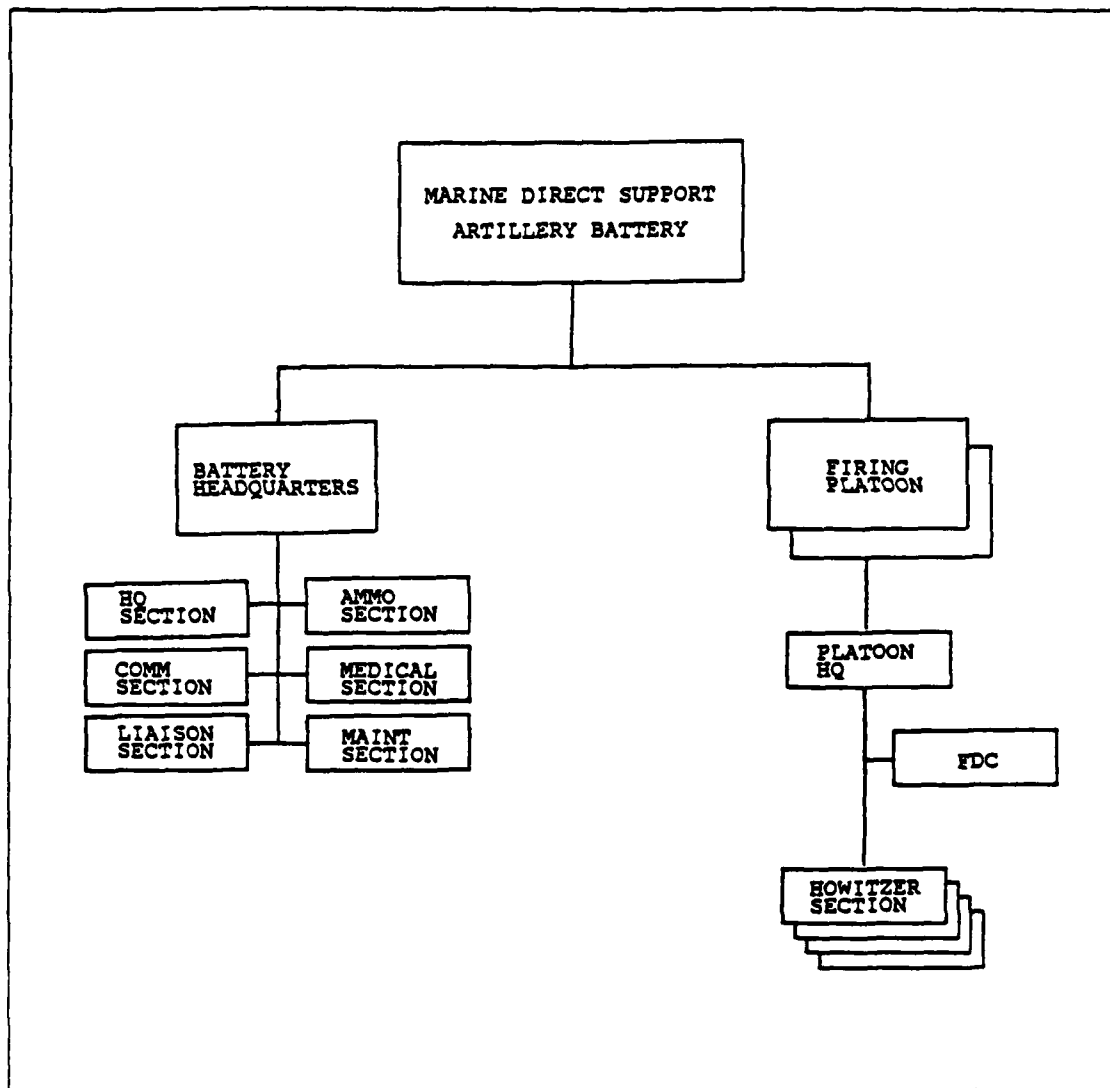 MARINE DIRECT SUPPORT
ARTILLERY BATTERY
BATTERY
HEADQUARTERS
FIRING
PLATOON
HQ
SECTION
AMMO
SECTION
COMM
SECTION
MEDICAL
SECTION
LIAISON
SECTION
MAINT
SECTION
PLATOON
HQ
FDC
HOWITZER
SECTION